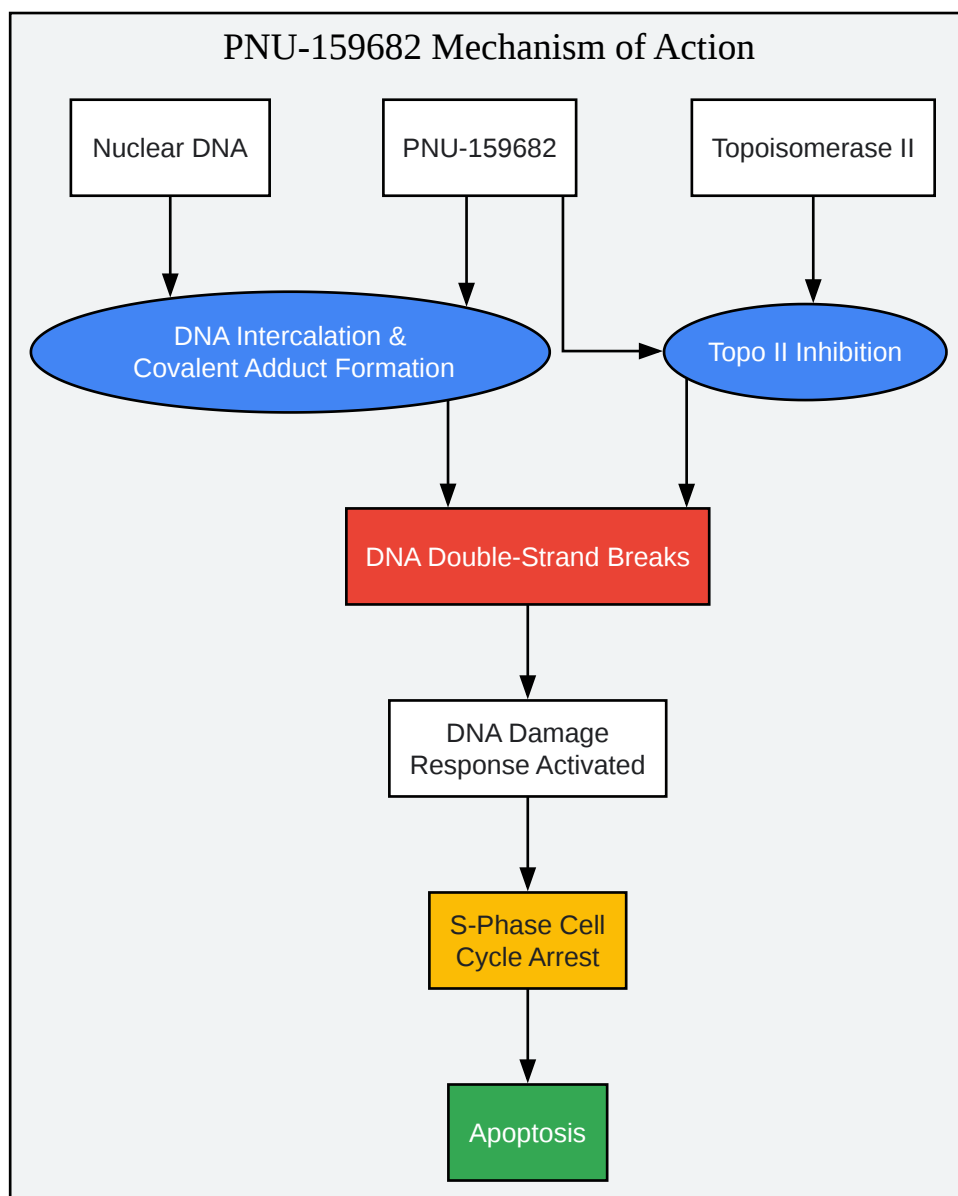 PNU-159682 Mechanism of Action
Nuclear DNA
PNU-159682
Topoisomerase II
DNA Intercalation &
Covalent Adduct Formation
Topo II Inhibition
DNA Double-Strand Breaks
DNA Damage
Response Activated
S-Phase Cell
Cycle Arrest
Apoptosis